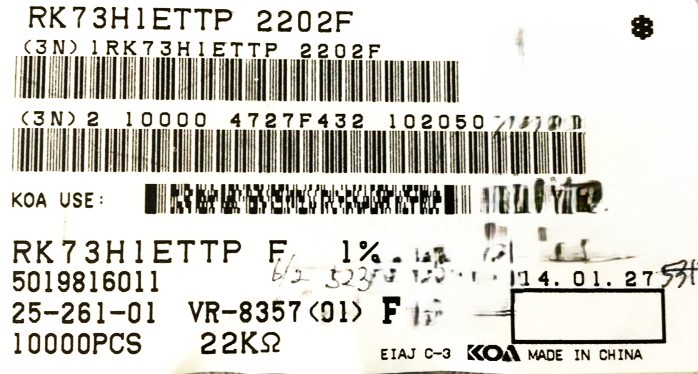 RK73H1ETTP 2202F
(3N)1RK73H1ETTP 2202F
(3N)2 10000 4727F432 102050
KOA USE:
RK73H1ETTP F 1%
5019816011 14.01.27
25-261-01 VR-8357(01) F
10000PCS 22KΩ
EIAJ C-3 KOA MADE IN CHINA